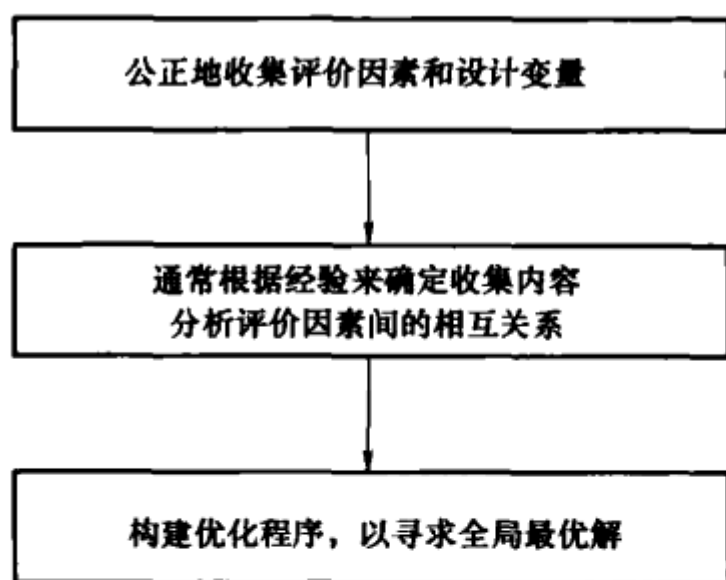 公正地收集评价因素和设计变量
通常根据经验来确定收集内容
分析评价因素间的相互关系
构建优化程序，以寻求全局最优解